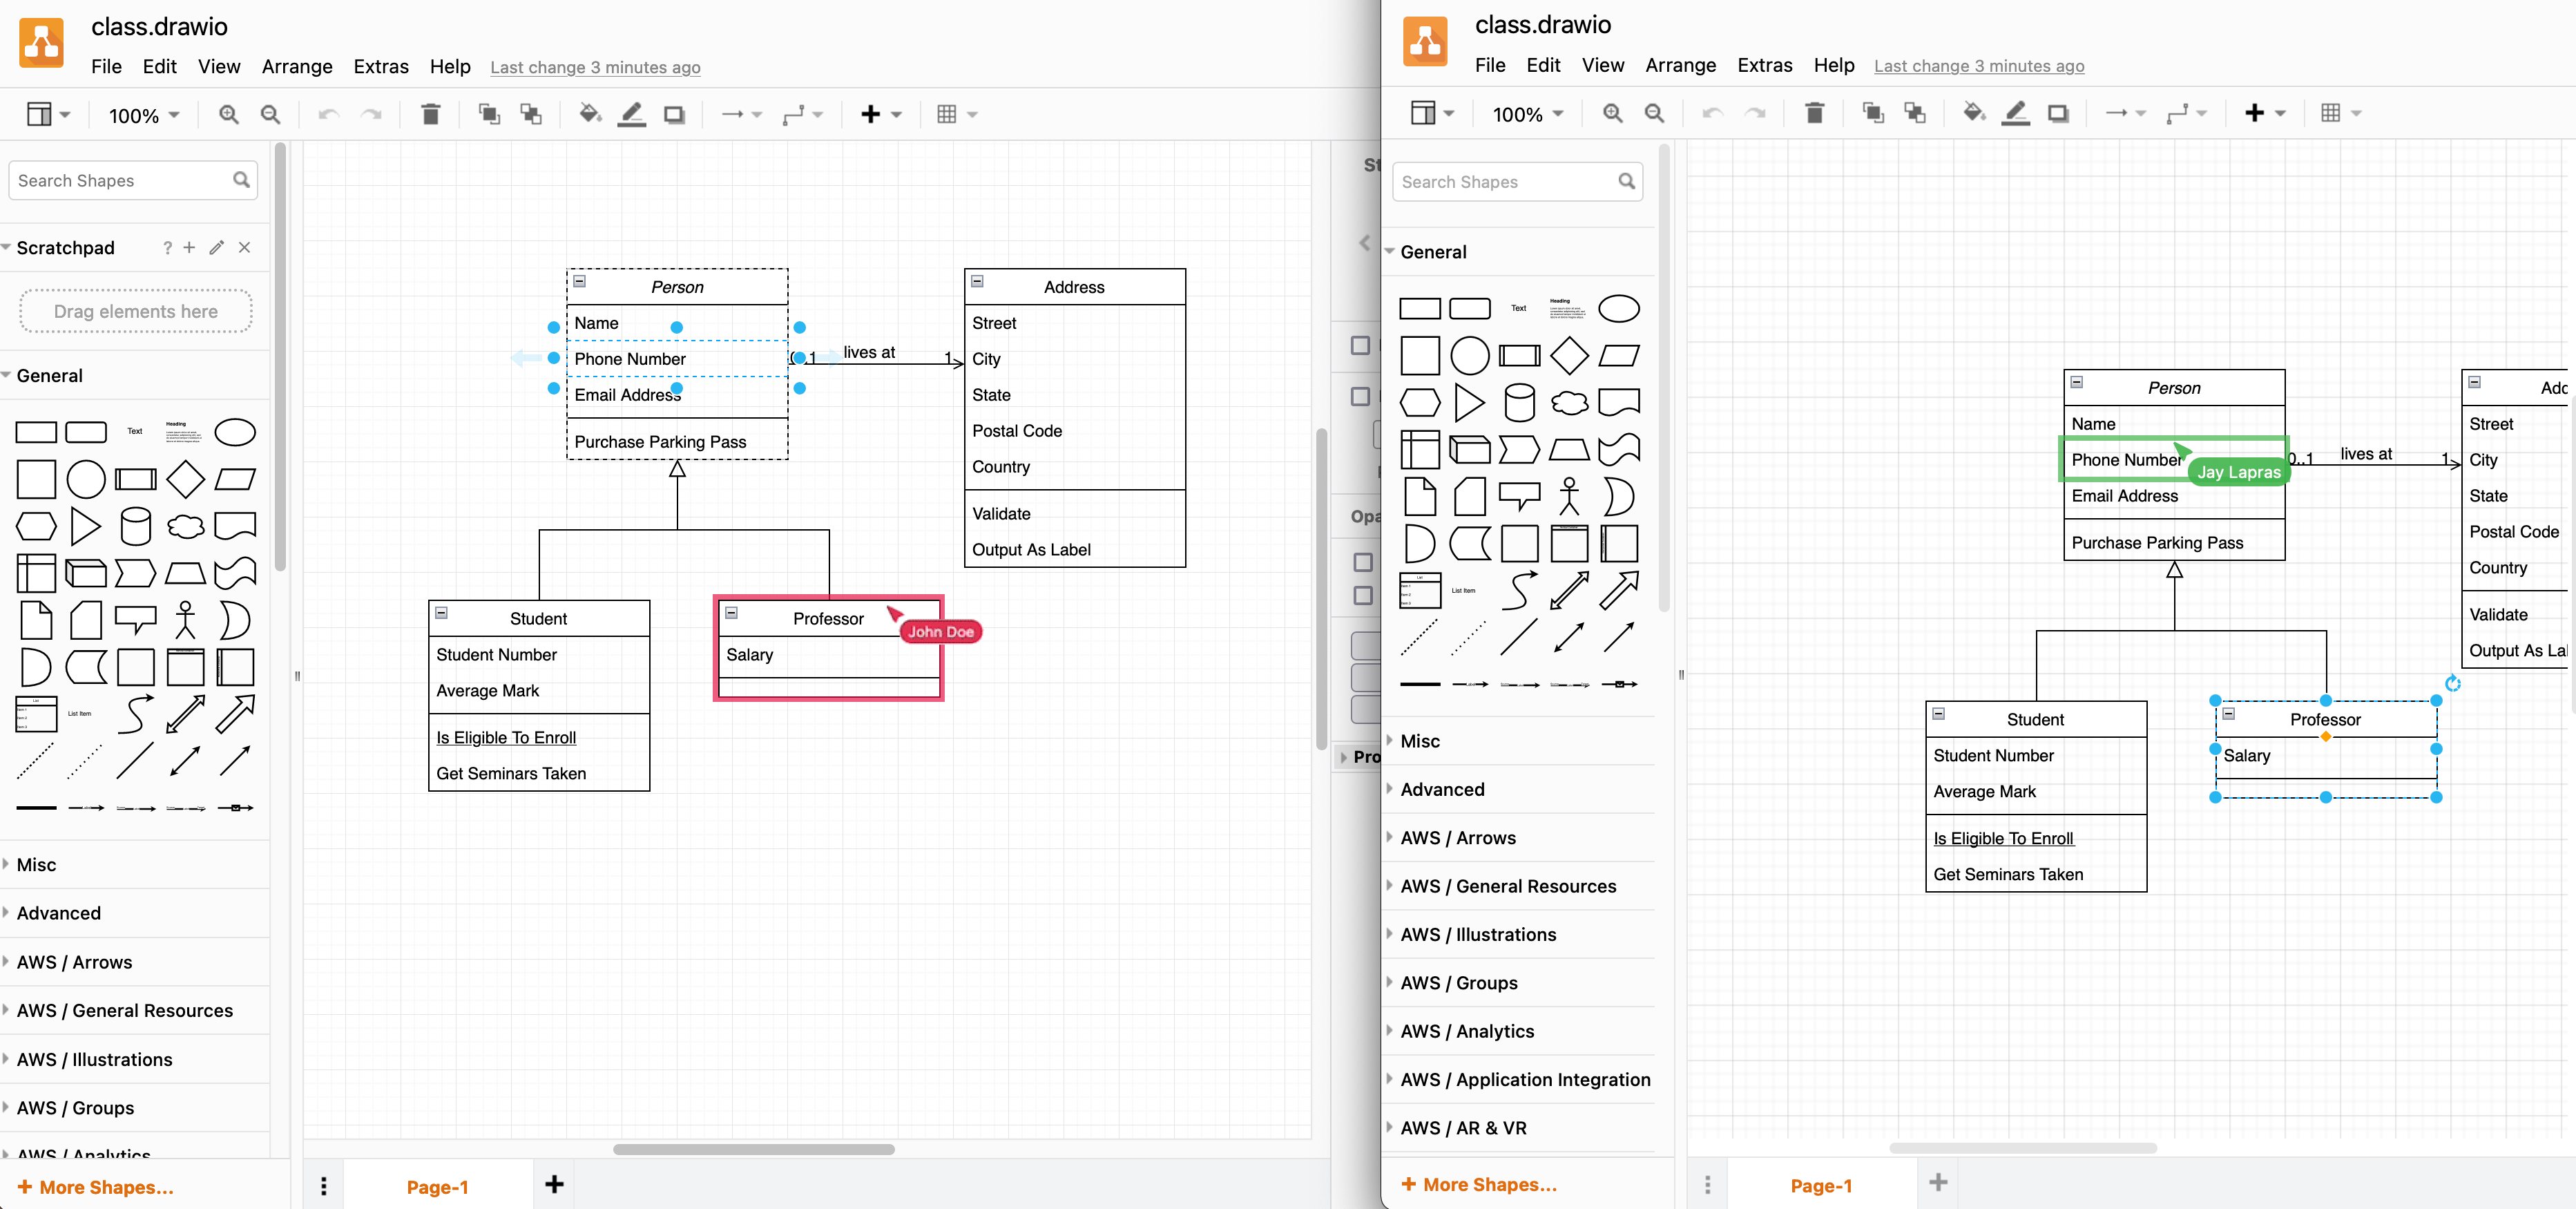 class.drawio
File Edit View Arrange Extras Help Last change 3 minutes ago
100%
Search Shapes
Scratchpad ? + ×
Drag elements here
General
Text
Heading
List
List Item
Misc
Advanced
AWS / Arrows
AWS / General Resources
AWS / Illustrations
AWS / Groups
AWS / Analytics
+ More Shapes...
Person
Name
Phone Number
Email Address
Purchase Parking Pass
lives at
1
Address
Street
City
State
Postal Code
Country
Validate
Output As Label
Student
Student Number
Average Mark
Is Eligible To Enroll
Get Seminars Taken
Professor
Salary
John Doe
Page-1
St
Opa
Pro
class.drawio
File Edit View Arrange Extras Help Last change 3 minutes ago
100%
Search Shapes
General
Text
Heading
List
List Item
Misc
Advanced
AWS / Arrows
AWS / General Resources
AWS / Illustrations
AWS / Groups
AWS / Analytics
AWS / Application Integration
AWS / AR & VR
+ More Shapes...
Person
Name
Phone Number
Jay Lapras
Email Address
Purchase Parking Pass
0..1 lives at 1
Add
Street
City
State
Postal Code
Country
Validate
Output As Lal
Student
Student Number
Average Mark
Is Eligible To Enroll
Get Seminars Taken
Professor
Salary
Page-1